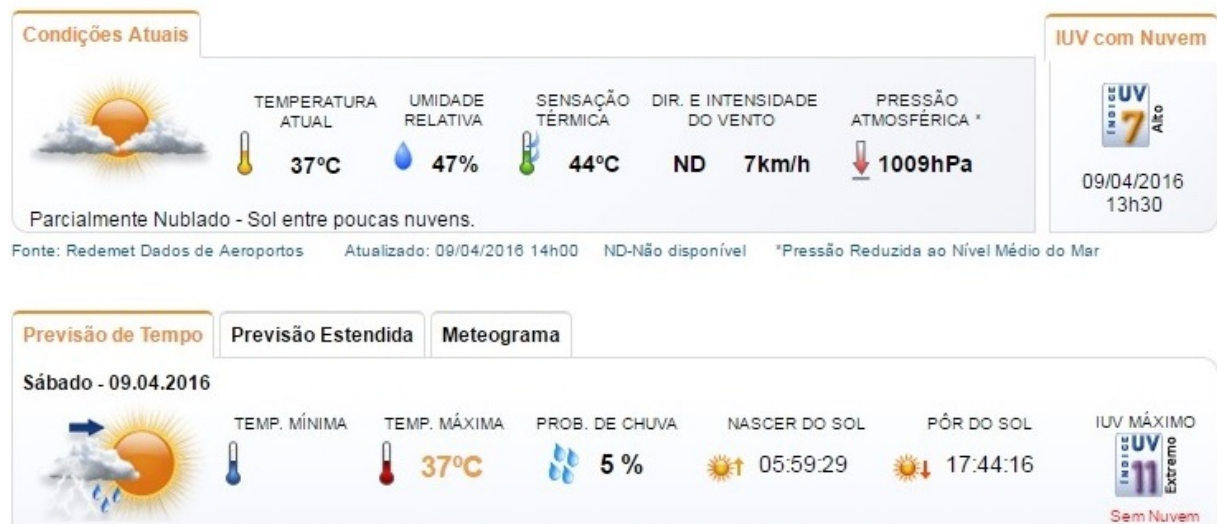 Condições Atuais
IUV com Nuvem
TEMPERATURA ATUAL
37ºC
UMIDADE RELATIVA
47%
SENSAÇÃO TÉRMICA
44ºC
DIR. E INTENSIDADE DO VENTO
ND 7km/h
PRESSÃO ATMOSFÉRICA *
1009hPa
Parcialmente Nublado - Sol entre poucas nuvens.
ÍNDICE UV 7 Alto
09/04/2016
13h30
Fonte: Redemet Dados de Aeroportos Atualizado: 09/04/2016 14h00 ND-Não disponível *Pressão Reduzida ao Nível Médio do Mar
Previsão de Tempo Previsão Estendida Meteograma
Sábado - 09.04.2016
TEMP. MÍNIMA
TEMP. MÁXIMA
37ºC
PROB. DE CHUVA
5 %
NASCER DO SOL
05:59:29
PÔR DO SOL
17:44:16
IUV MÁXIMO
ÍNDICE UV 11 Extremo
Sem Nuvem